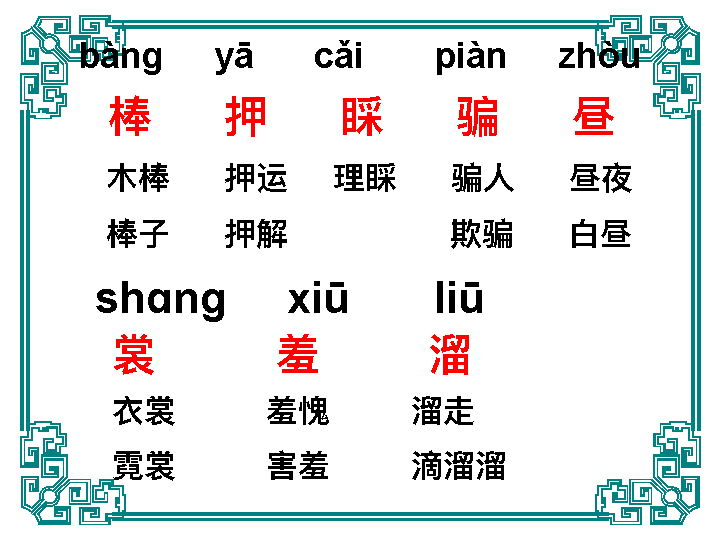 bàng yā cǎi piàn zhòu
棒 押 睬 骗 昼
木棒 押运 理睬 骗人 昼夜
棒子 押解 欺骗 白昼
shɑng xiū liū
裳 羞 溜
衣裳 羞愧 溜走
霓裳 害羞 滴溜溜